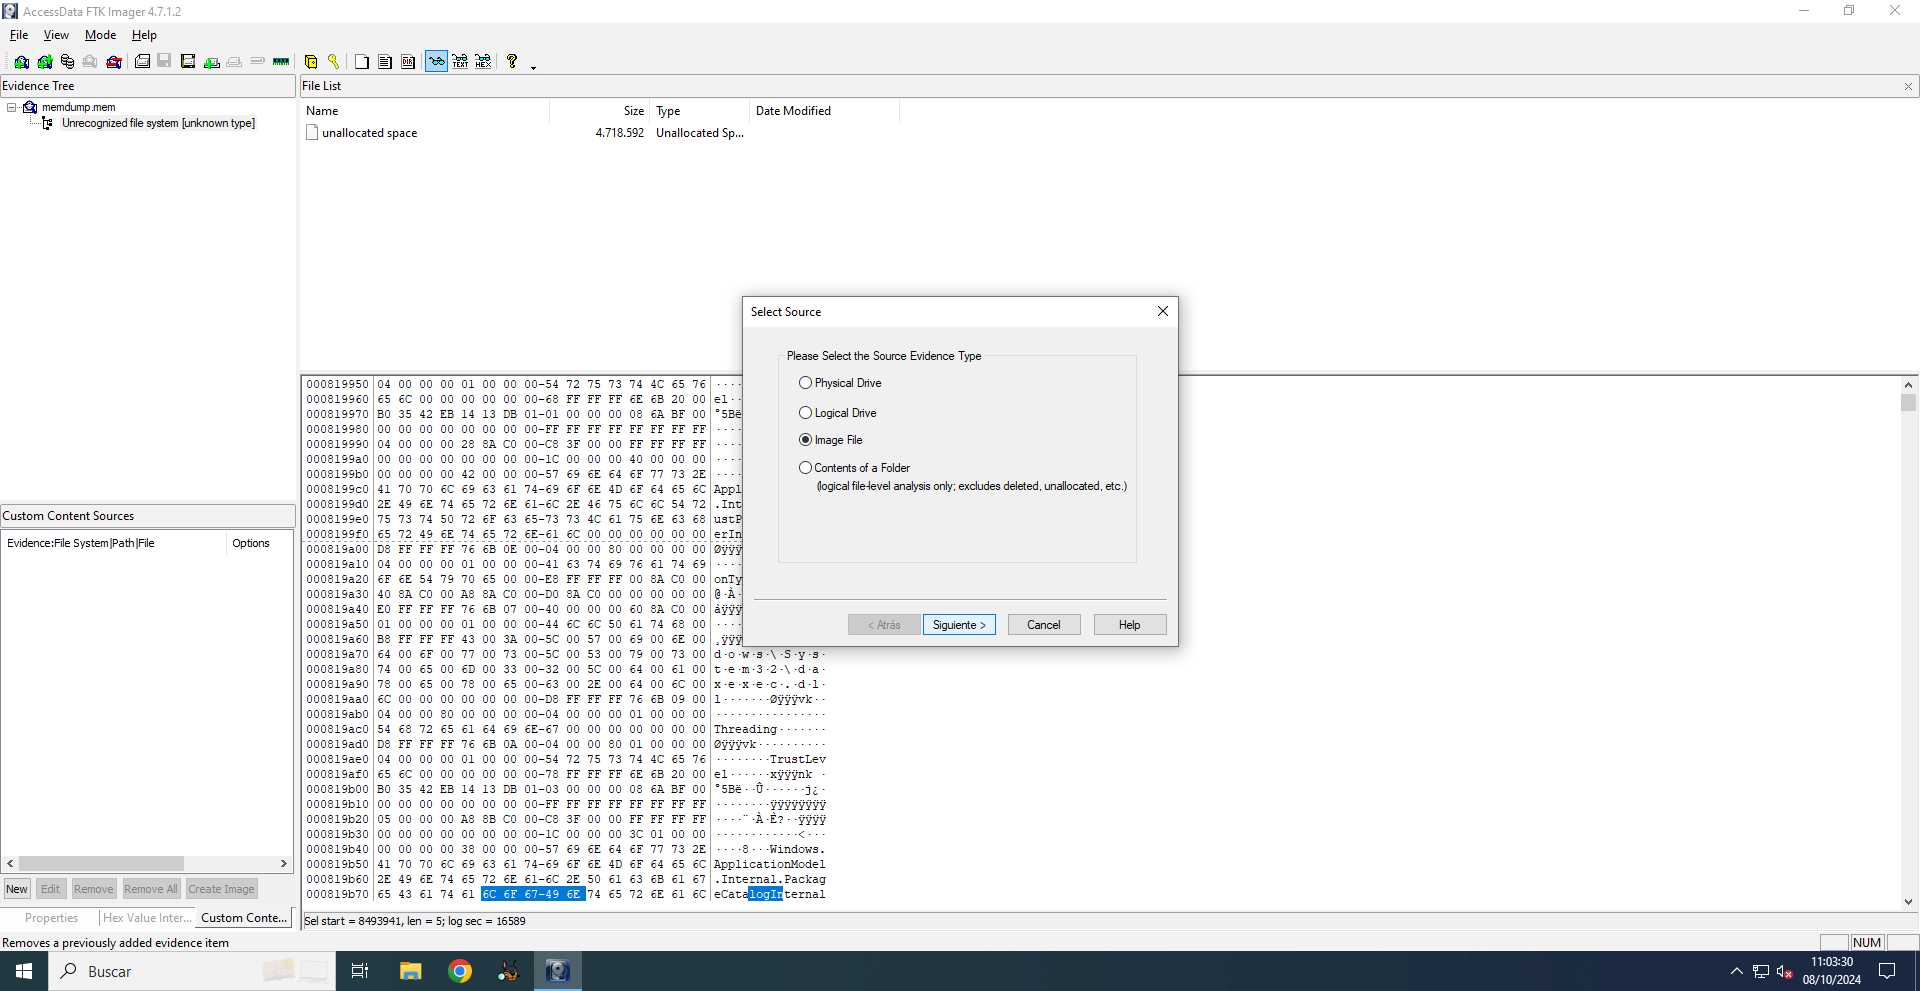 AccessData FTK Imager 4.7.1.2
File View Mode Help
Evidence Tree
memdump.mem
Unrecognized file system [unknown type]
File List
Name Size Type Date Modified
unallocated space 4.718.592 Unallocated Sp...
Select Source
Please Select the Source Evidence Type
Physical Drive
Logical Drive
Image File
Contents of a Folder
(logical file-level analysis only; excludes deleted, unallocated, etc.)
< Atrás Siguiente > Cancel Help
Custom Content Sources
Evidence:File System|Path|File Options
New Edit Remove Remove All Create Image
Properties Hex Value Inter... Custom Conte...
000819950 04 00 00 00 01 00 00 00-54 72 75 73 74 4C 65 76
000819960 65 6C 00 00 00 00 00 00-68 FF FF FF 6E 6B 20 00 el··
000819970 B0 35 42 EB 14 13 DB 01-01 00 00 00 08 6A BF 00 °5Bë
000819980 00 00 00 00 00 00 00 00-FF FF FF FF FF FF FF FF ····
000819990 04 00 00 00 28 8A C0 00-C8 3F 00 00 FF FF FF FF ····
0008199a0 00 00 00 00 00 00 00 00-1C 00 00 00 40 00 00 00 ····
0008199b0 00 00 00 00 42 00 00 00-57 69 6E 64 6F 77 73 2E ····
0008199c0 41 70 70 6C 69 63 61 74-69 6F 6E 4D 6F 64 65 6C Appl
0008199d0 2E 49 6E 74 65 72 6E 61-6C 2E 46 75 6C 6C 54 72 .Int
0008199e0 75 73 74 50 72 6F 63 65-73 73 4C 61 75 6E 63 68 ustP
0008199f0 65 72 49 6E 74 65 72 6E-61 6C 00 00 00 00 00 00 erIn
000819a00 D8 FF FF FF 76 6B 0E 00-04 00 00 80 00 00 00 00 Øÿÿÿ
000819a10 04 00 00 00 01 00 00 00-41 63 74 69 76 61 74 69 ····
000819a20 6F 6E 54 79 70 65 00 00-E8 FF FF FF 00 8A C0 00 onTy
000819a30 40 8A C0 00 A8 8A C0 00-D0 8A C0 00 00 00 00 00 @·À·
000819a40 E0 FF FF FF 76 6B 07 00-40 00 00 00 60 8A C0 00 àÿÿÿ
000819a50 01 00 00 00 01 00 00 00-44 6C 6C 50 61 74 68 00 ····
000819a60 B8 FF FF FF 43 00 3A 00-5C 00 57 00 69 00 6E 00 ¸ÿÿÿ
000819a70 64 00 6F 00 77 00 73 00-5C 00 53 00 79 00 73 00 d·o·w·s·\·S·y·s·
000819a80 74 00 65 00 6D 00 33 00-32 00 5C 00 64 00 61 00 t·e·m·3·2·\·d·a·
000819a90 78 00 65 00 78 00 65 00-63 00 2E 00 64 00 6C 00 x·e·x·e·c·.·d·l·
000819aa0 6C 00 00 00 00 00 00 00-D8 FF FF FF 76 6B 09 00 l·······Øÿÿÿvk··
000819ab0 04 00 00 80 00 00 00 00-04 00 00 00 01 00 00 00 ················
000819ac0 54 68 72 65 61 64 69 6E-67 00 00 00 00 00 00 00 Threading·······
000819ad0 D8 FF FF FF 76 6B 0A 00-04 00 00 80 01 00 00 00 Øÿÿÿvk··········
000819ae0 04 00 00 00 01 00 00 00-54 72 75 73 74 4C 65 76 ········TrustLev
000819af0 65 6C 00 00 00 00 00 00-78 FF FF FF 6E 6B 20 00 el······xÿÿÿnk ·
000819b00 B0 35 42 EB 14 13 DB 01-03 00 00 00 08 6A BF 00 °5Bë··Û······j¿·
000819b10 00 00 00 00 00 00 00 00-FF FF FF FF FF FF FF FF ········ÿÿÿÿÿÿÿÿ
000819b20 05 00 00 00 A8 8B C0 00-C8 3F 00 00 FF FF FF FF ····¨·À·È?··ÿÿÿÿ
000819b30 00 00 00 00 00 00 00 00-1C 00 00 00 3C 01 00 00 ············<···
000819b40 00 00 00 00 38 00 00 00-57 69 6E 64 6F 77 73 2E ····8···Windows.
000819b50 41 70 70 6C 69 63 61 74-69 6F 6E 4D 6F 64 65 6C ApplicationModel
000819b60 2E 49 6E 74 65 72 6E 61-6C 2E 50 61 63 6B 61 67 .Internal.Packag
000819b70 65 43 61 74 61 6C 6F 67-49 6E 74 65 72 6E 61 6C eCatalogInternal
Sel start = 8493941, len = 5; log sec = 16589
Removes a previously added evidence item NUM
Buscar
11:03:30
08/10/2024